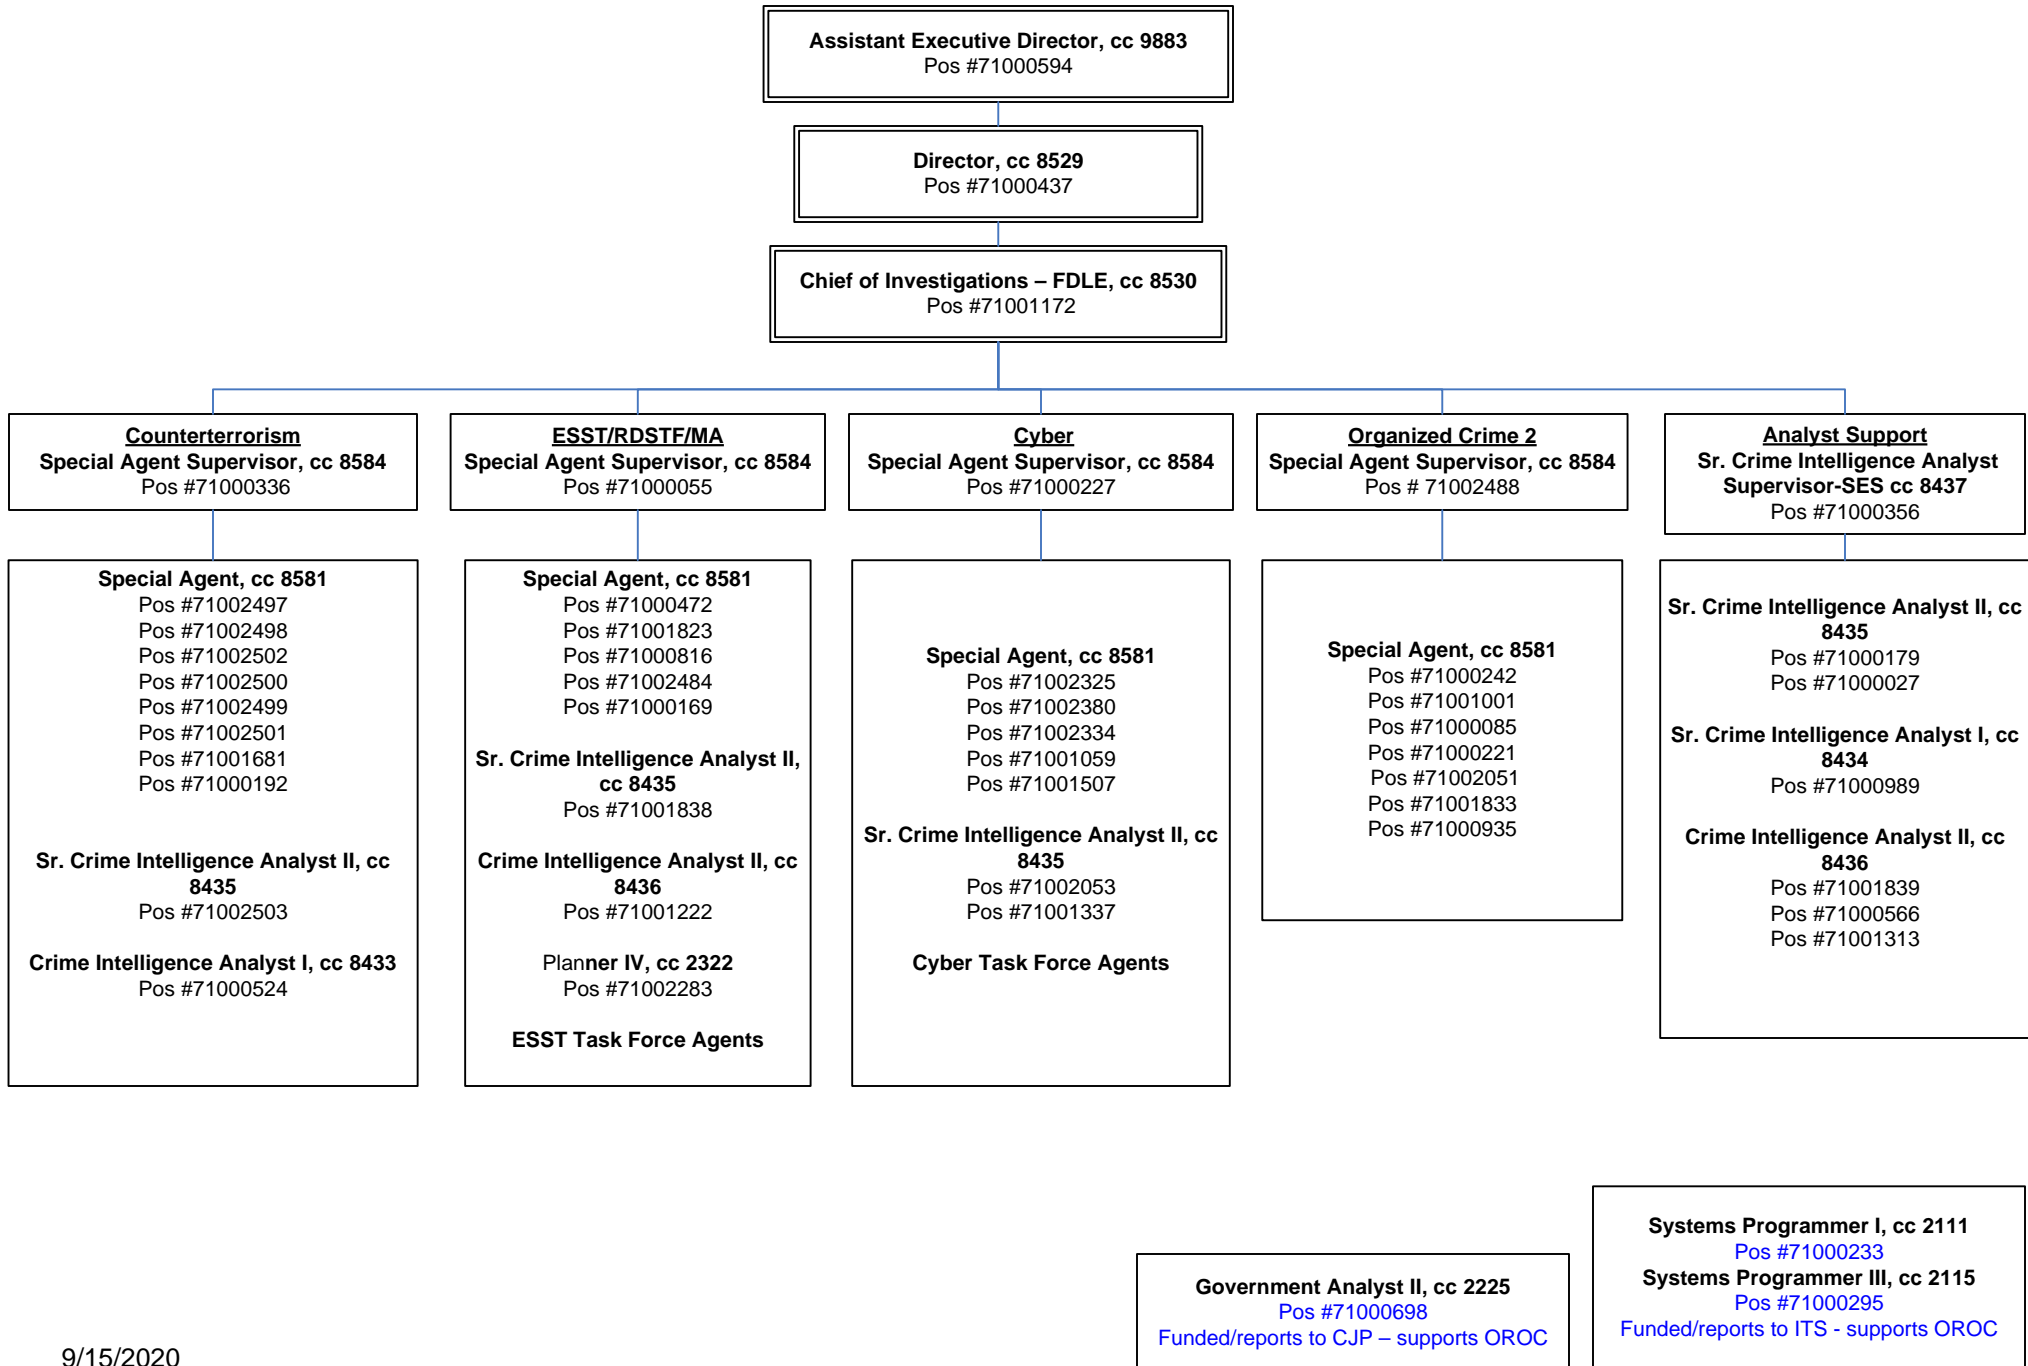 Assistant Executive Director, cc 9883
Pos #71000594
Director, cc 8529
Pos #71000437
Chief of Investigations – FDLE, cc 8530
Pos #71001172
Counterterrorism
Special Agent Supervisor, cc 8584
Pos #71000336
ESST/RDSTF/MA
Special Agent Supervisor, cc 8584
Pos #71000055
Cyber
Special Agent Supervisor, cc 8584
Pos #71000227
Organized Crime 2
Special Agent Supervisor, cc 8584
Pos # 71002488
Analyst Support
Sr. Crime Intelligence Analyst
Supervisor-SES cc 8437
Pos #71000356
Special Agent, cc 8581
Pos #71002497
Pos #71002498
Pos #71002502
Pos #71002500
Pos #71002499
Pos #71002501
Pos #71001681
Pos #71000192
Sr. Crime Intelligence Analyst II, cc
8435
Pos #71002503
Crime Intelligence Analyst I, cc 8433
Pos #71000524
Special Agent, cc 8581
Pos #71000472
Pos #71001823
Pos #71000816
Pos #71002484
Pos #71000169
Sr. Crime Intelligence Analyst II,
cc 8435
Pos #71001838
Crime Intelligence Analyst II, cc
8436
Pos #71001222
Planner IV, cc 2322
Pos #71002283
ESST Task Force Agents
Special Agent, cc 8581
Pos #71002325
Pos #71002380
Pos #71002334
Pos #71001059
Pos #71001507
Sr. Crime Intelligence Analyst II, cc
8435
Pos #71002053
Pos #71001337
Cyber Task Force Agents
Special Agent, cc 8581
Pos #71000242
Pos #71001001
Pos #71000085
Pos #71000221
Pos #71002051
Pos #71001833
Pos #71000935
Sr. Crime Intelligence Analyst II, cc
8435
Pos #71000179
Pos #71000027
Sr. Crime Intelligence Analyst I, cc
8434
Pos #71000989
Crime Intelligence Analyst II, cc
8436
Pos #71001839
Pos #71000566
Pos #71001313
Government Analyst II, cc 2225
Pos #71000698
Funded/reports to CJP – supports OROC
Systems Programmer I, cc 2111
Pos #71000233
Systems Programmer III, cc 2115
Pos #71000295
Funded/reports to ITS - supports OROC
9/15/2020